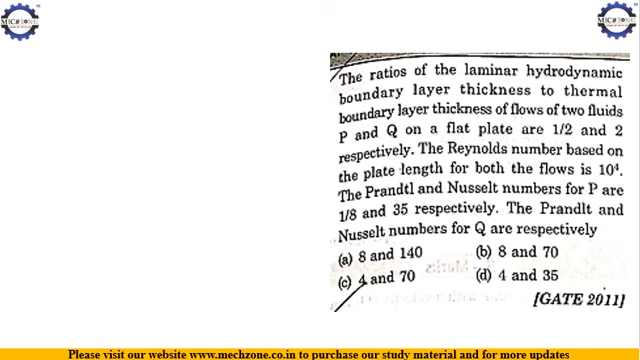 MECH ZONE
MECH ZONE
The ratios of the laminar hydrodynamic
boundary layer thickness to thermal
boundary layer thickness of flows of two fluids
P and Q on a flat plate are 1/2 and 2
respectively. The Reynolds number based on
the plate length for both the flows is 10⁴.
The Prandtl and Nusselt numbers for P are
1/8 and 35 respectively. The Prandlt and
Nusselt numbers for Q are respectively
(a) 8 and 140 (b) 8 and 70
(c) 4 and 70 (d) 4 and 35
[GATE 2011]
Please visit our website www.mechzone.co.in to purchase our study material and for more updates